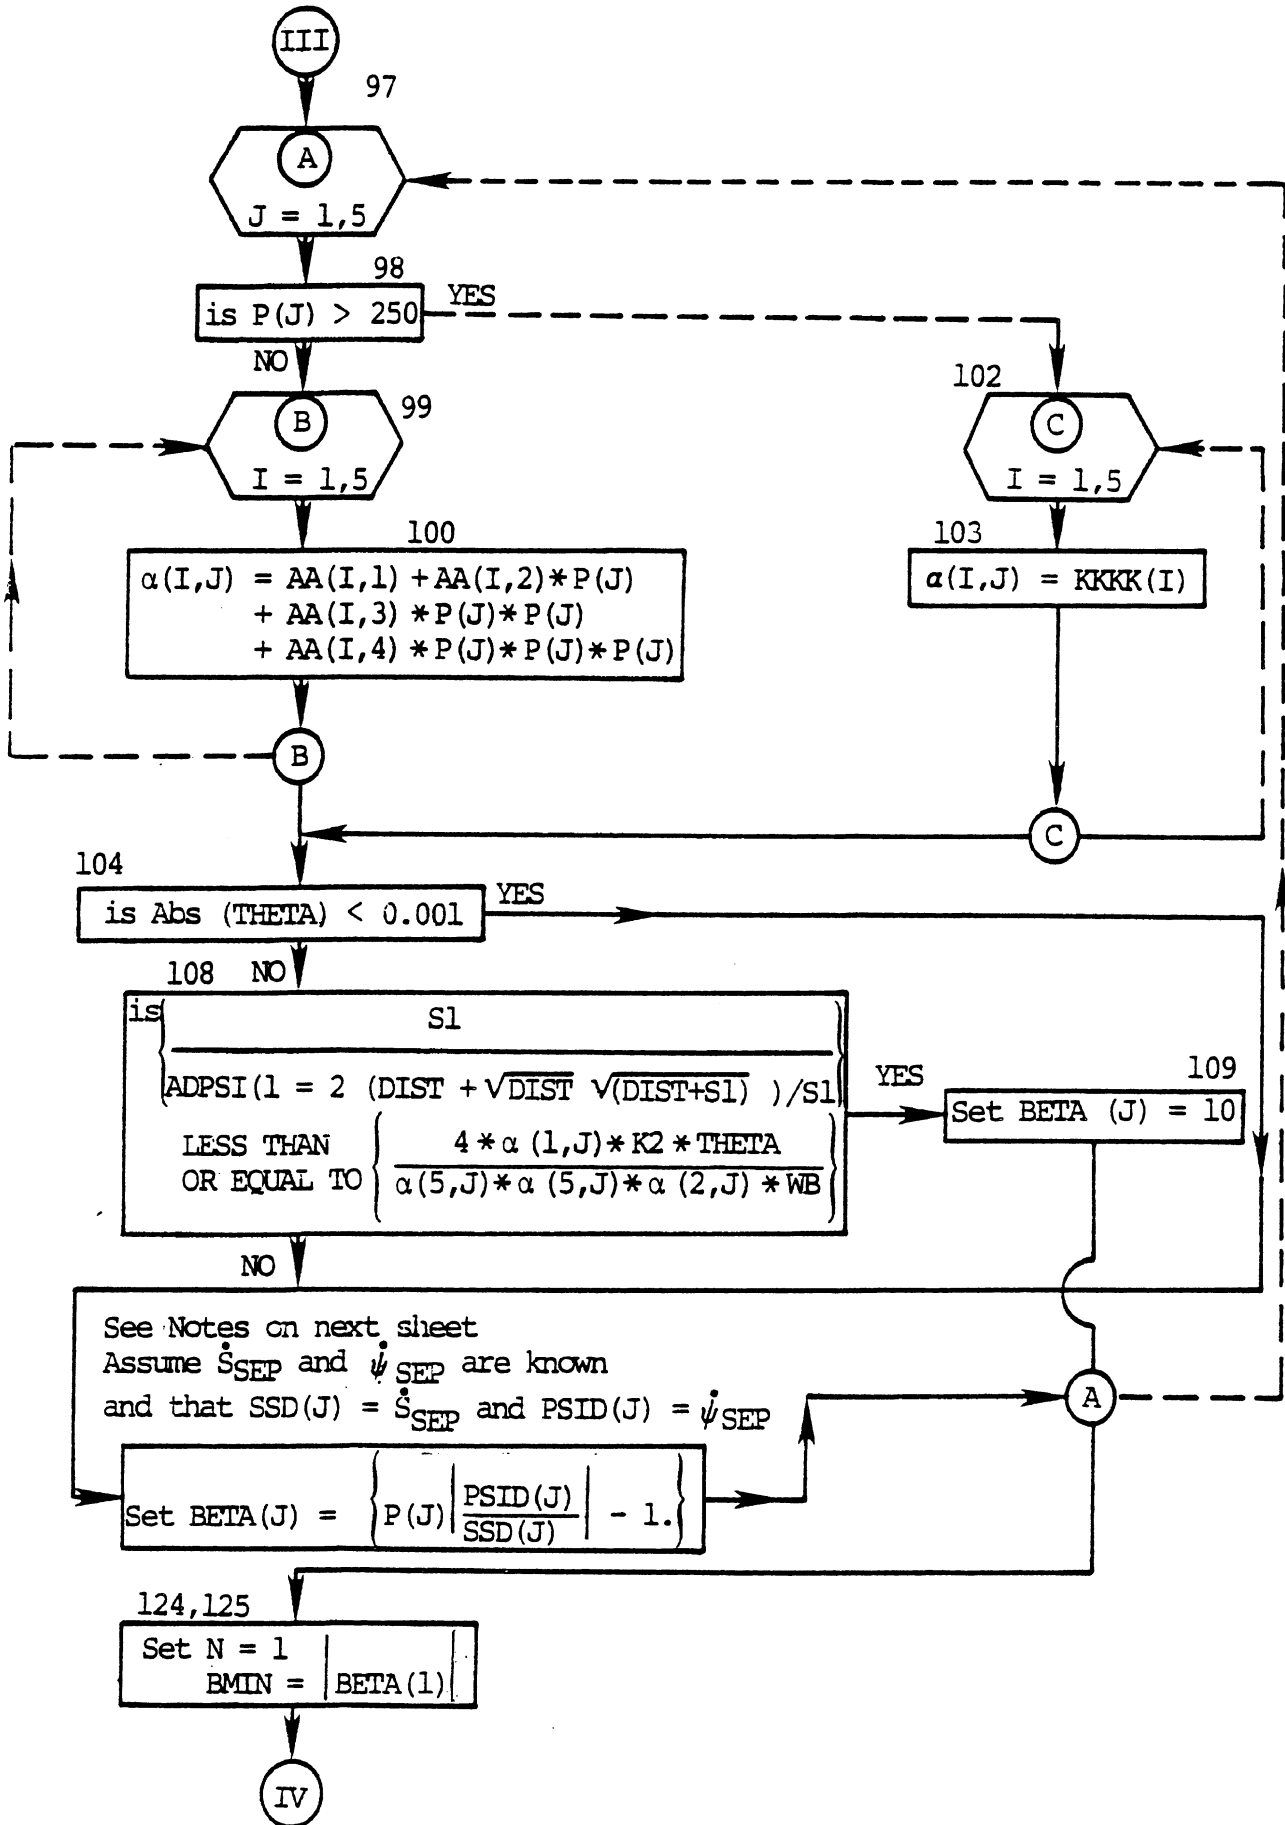 III
97
A
J = 1,5
98
is P(J) > 250
YES
NO
B
99
I = 1,5
102
C
I = 1,5
100
α(I,J) = AA(I,1) + AA(I,2) * P(J)
+ AA(I,3) * P(J) * P(J)
+ AA(I,4) * P(J) * P(J) * P(J)
103
α(I,J) = KKKK(I)
B
C
104
is Abs (THETA) < 0.001
YES
NO
108
is { S1
ADPSI(1 = 2 (DIST + √DIST √(DIST+S1) )/S1 }
YES
109
Set BETA (J) = 10
LESS THAN
OR EQUAL TO { 4 * α (1,J) * K2 * THETA
α(5,J) * α (5,J) * α (2,J) * WB }
NO
See Notes on next sheet
Assume Ṡ_SEP and ψ̇_SEP are known
and that SSD(J) = Ṡ_SEP and PSID(J) = ψ̇_SEP
A
Set BETA(J) = { P(J) | PSID(J) / SSD(J) | - 1. }
124,125
Set N = 1
BMIN = | BETA(1) |
IV